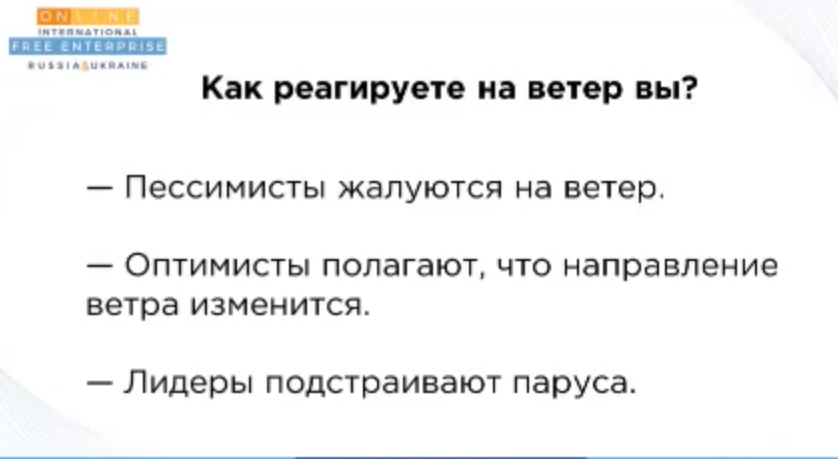 ONLINE
INTERNATIONAL
FREE ENTERPRISE
RUSSIA&UKRAINE
Как реагируете на ветер вы?
— Пессимисты жалуются на ветер.
— Оптимисты полагают, что направление
ветра изменится.
— Лидеры подстраивают паруса.